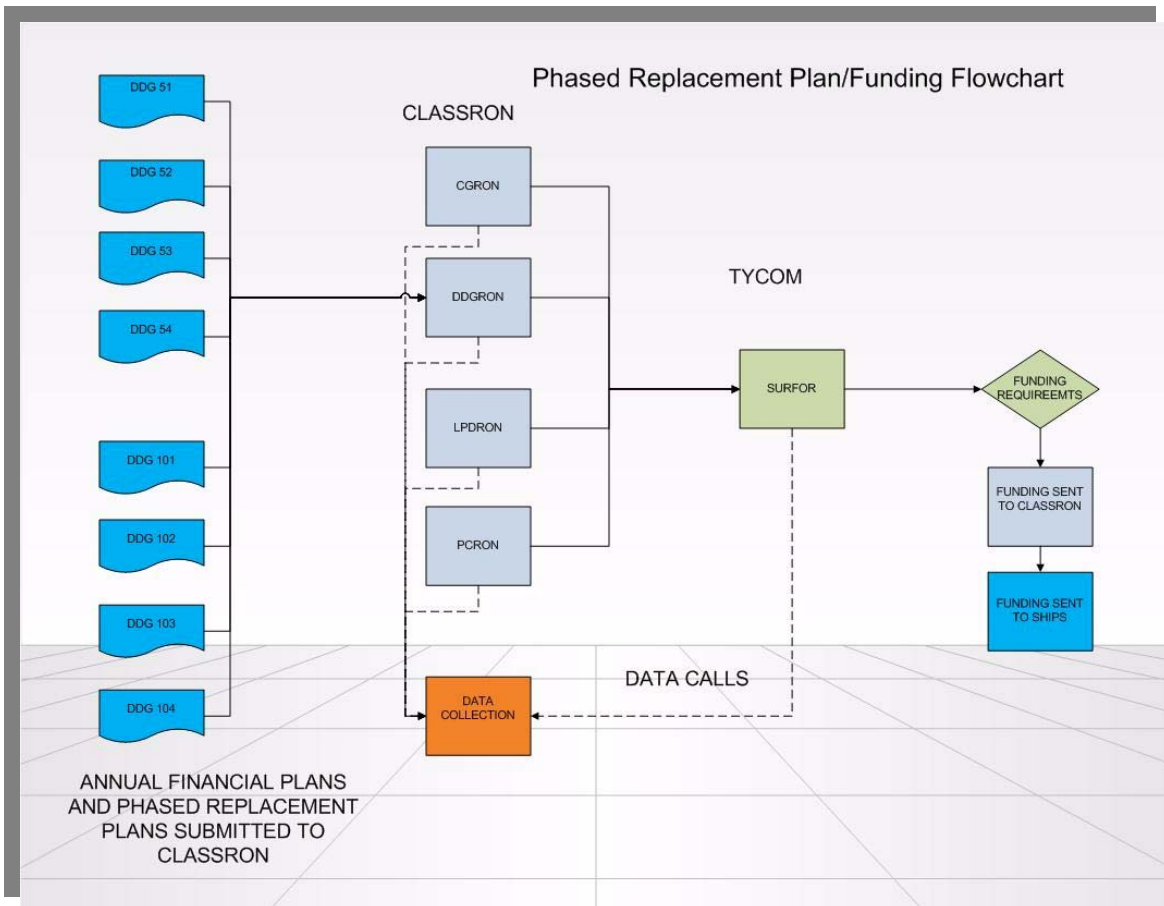 Phased Replacement Plan/Funding Flowchart
DDG 51
DDG 52
DDG 53
DDG 54
DDG 101
DDG 102
DDG 103
DDG 104
ANNUAL FINANCIAL PLANS
AND PHASED REPLACEMENT
PLANS SUBMITTED TO
CLASSRON
CLASSRON
CGRON
DDGRON
LPDRON
PCRON
DATA
COLLECTION
DATA CALLS
TYCOM
SURFOR
FUNDING
REQUIREEMTS
FUNDING SENT
TO CLASSRON
FUNDING SENT
TO SHIPS